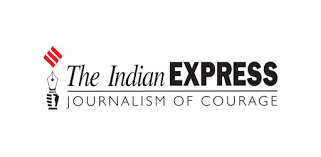 The Indian EXPRESS
JOURNALISM OF COURAGE